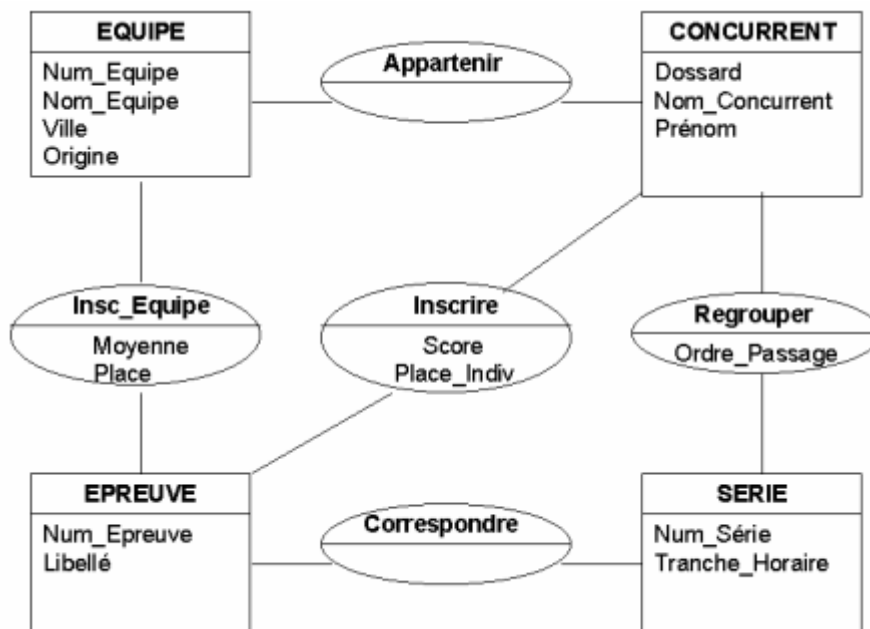 EQUIPE
Num_Equipe
Nom_Equipe
Ville
Origine
Appartenir
CONCURRENT
Dossard
Nom_Concurrent
Prénom
Insc_Equipe
Moyenne
Place
Inscrire
Score
Place_Indiv
Regrouper
Ordre_Passage
EPREUVE
Num_Epreuve
Libellé
Correspondre
SERIE
Num_Série
Tranche_Horaire